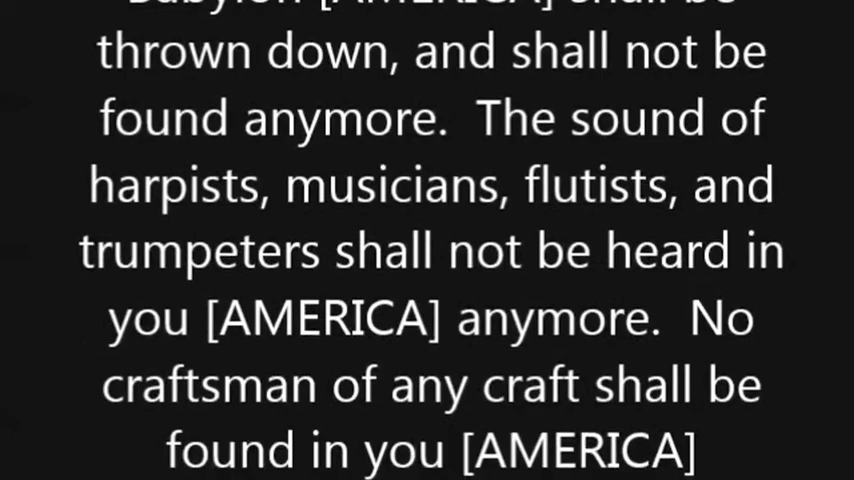 Babylon [AMERICA] shall be
thrown down, and shall not be
found anymore.  The sound of
harpists, musicians, flutists, and
trumpeters shall not be heard in
you [AMERICA] anymore.  No
craftsman of any craft shall be
found in you [AMERICA]